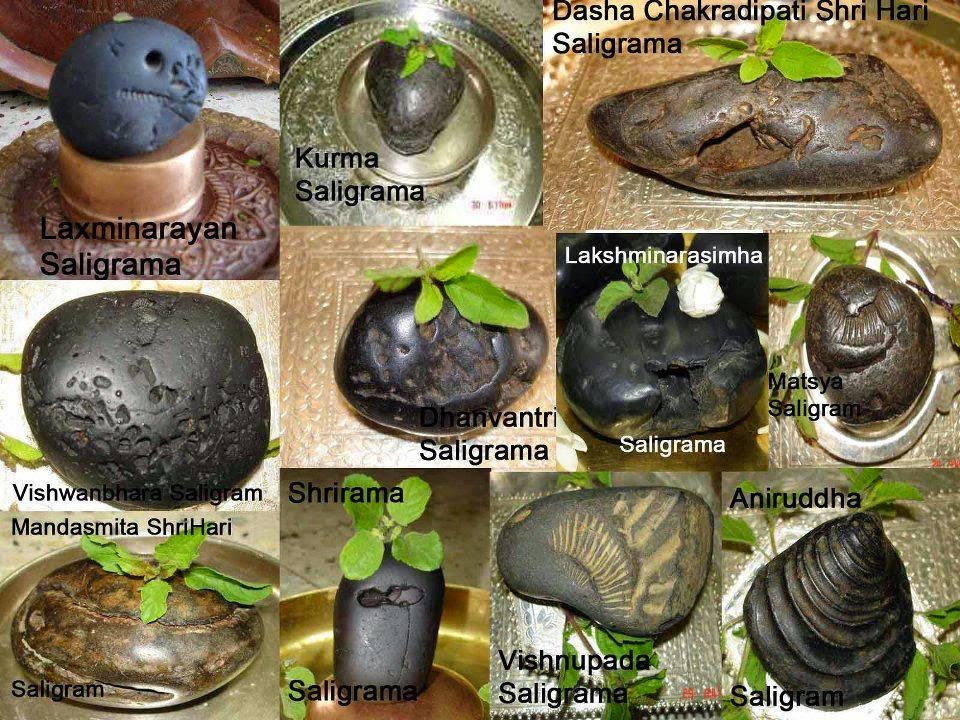 Dasha Chakradipati Shri Hari
Saligrama
Kurma
Saligrama
Laxminarayan
Saligrama
Lakshminarasimha
Saligrama
Matsya
Saligram
Dhanvantri
Saligrama
Vishwanbhara Saligram
Mandasmita ShriHari
Saligram
Shrirama
Saligrama
Vishnupada
Saligrama
Aniruddha
Saligram